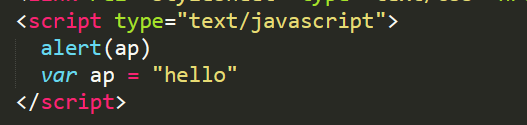 <script type="text/javascript">
alert(ap)
var ap = "hello"
</script>